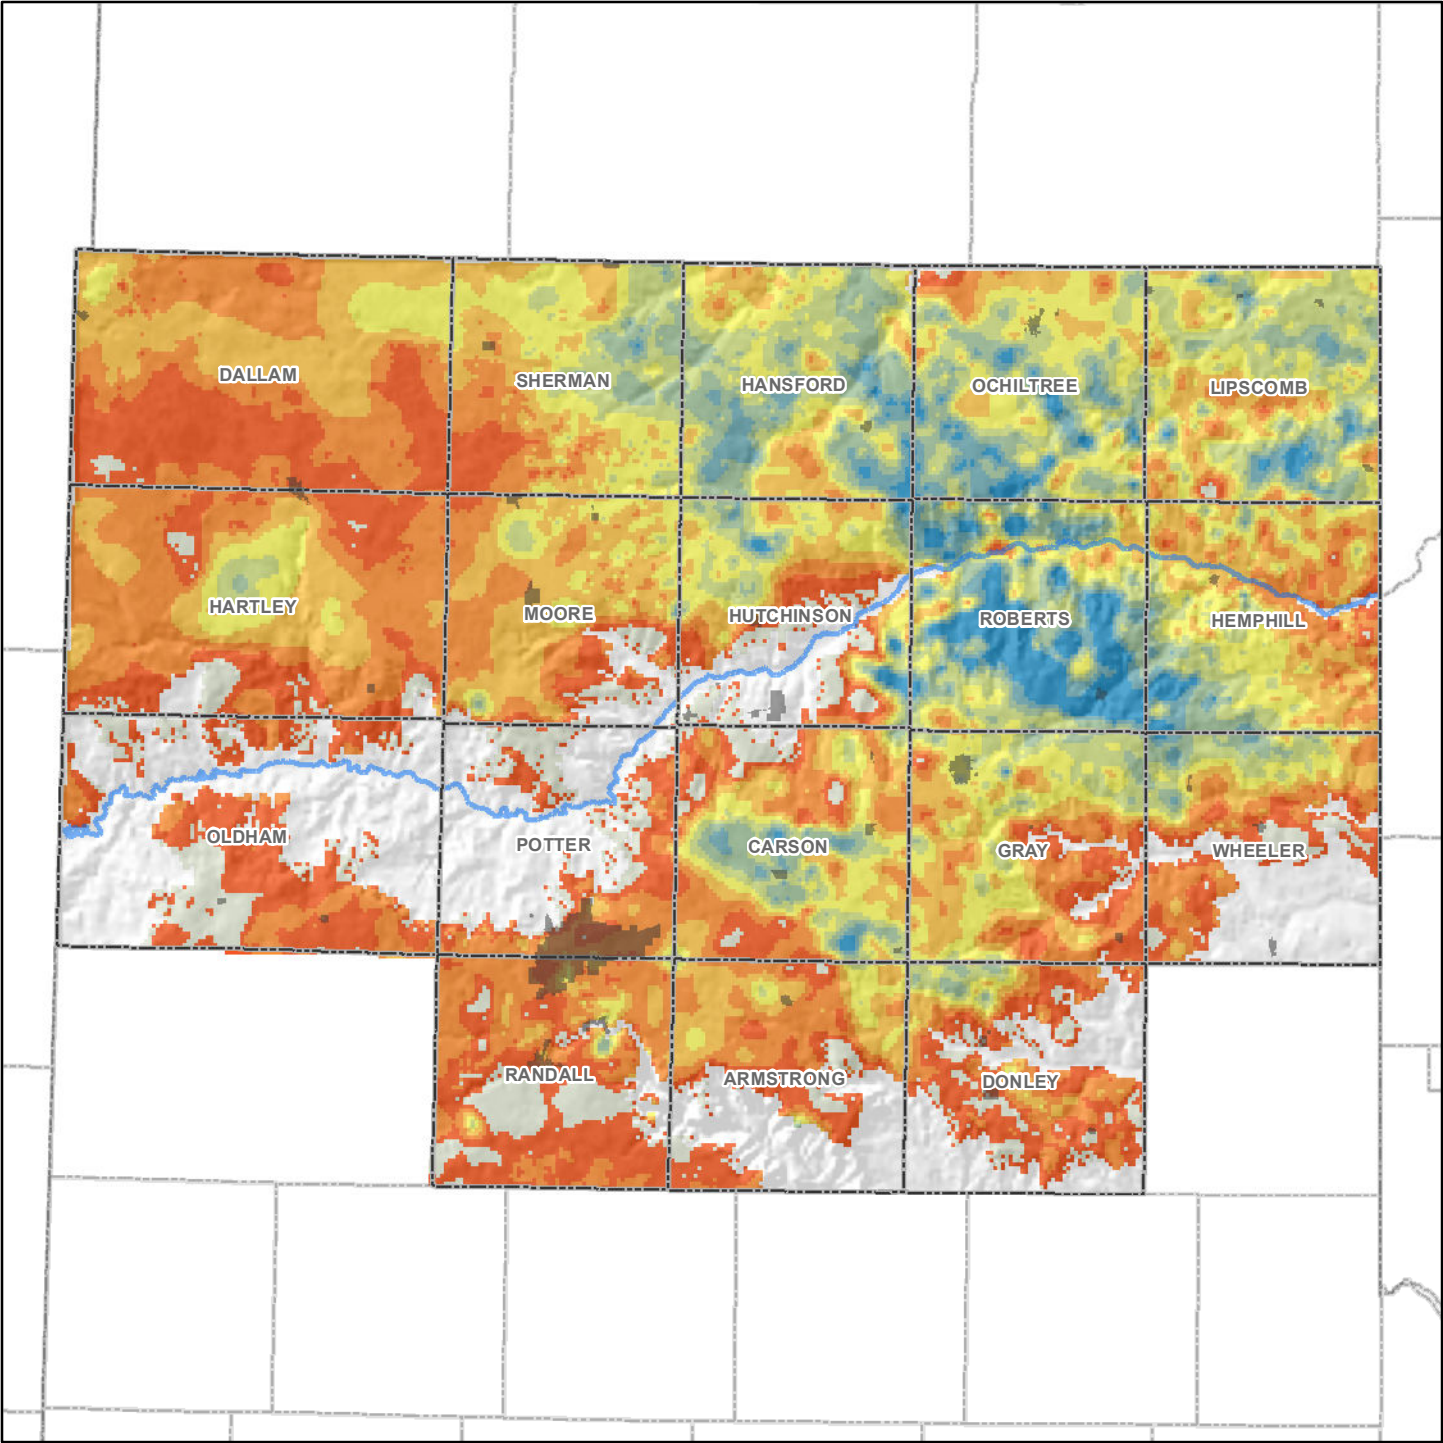 DALLAM
SHERMAN
HANSFORD
OCHILTREE
LIPSCOMB
HARTLEY
MOORE
HUTCHINSON
ROBERTS
HEMPHILL
OLDHAM
POTTER
CARSON
GRAY
WHEELER
RANDALL
ARMSTRONG
DONLEY